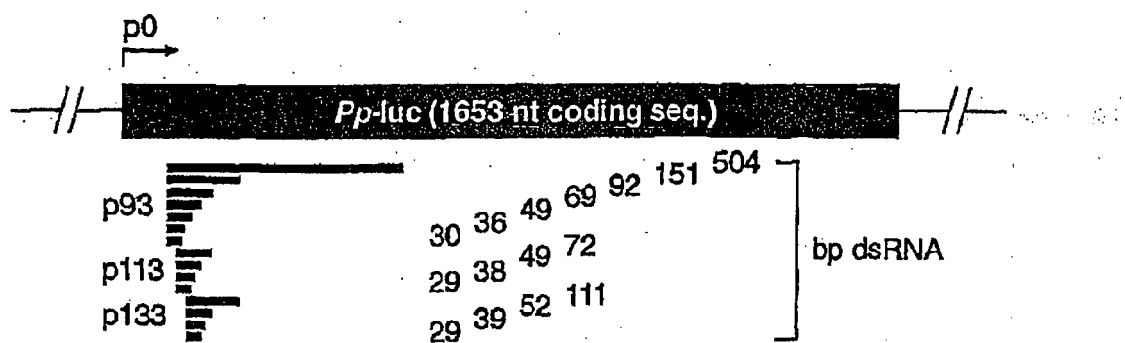 p0
Pp-luc (1653 nt coding seq.)
p93 30 36 49 69 92 151 504
p113 29 38 49 72
p133 29 39 52 111
bp dsRNA